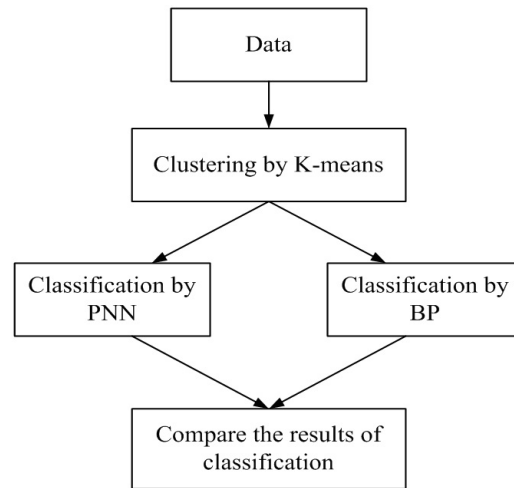 Data
Clustering by K-means
Classification by
PNN
Classification by
BP
Compare the results of
classification